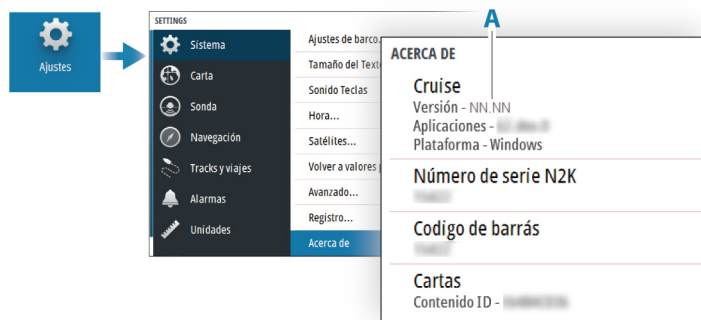 Ajustes
SETTINGS
Sistema
Carta
Sonda
Navegación
Tracks y viajes
Alarmas
Unidades
Ajustes de barco...
Tamaño del
Sonido Teclas
Hora...
Satélites...
Volver a valores
Avanzado...
Registro...
Acerca de
A
ACERCA DE
Cruise
Versión - NN.NN
Aplicaciones -
Plataforma - Windows
Número de serie N2K
Codigo de barrás
Cartas
Contenido ID -